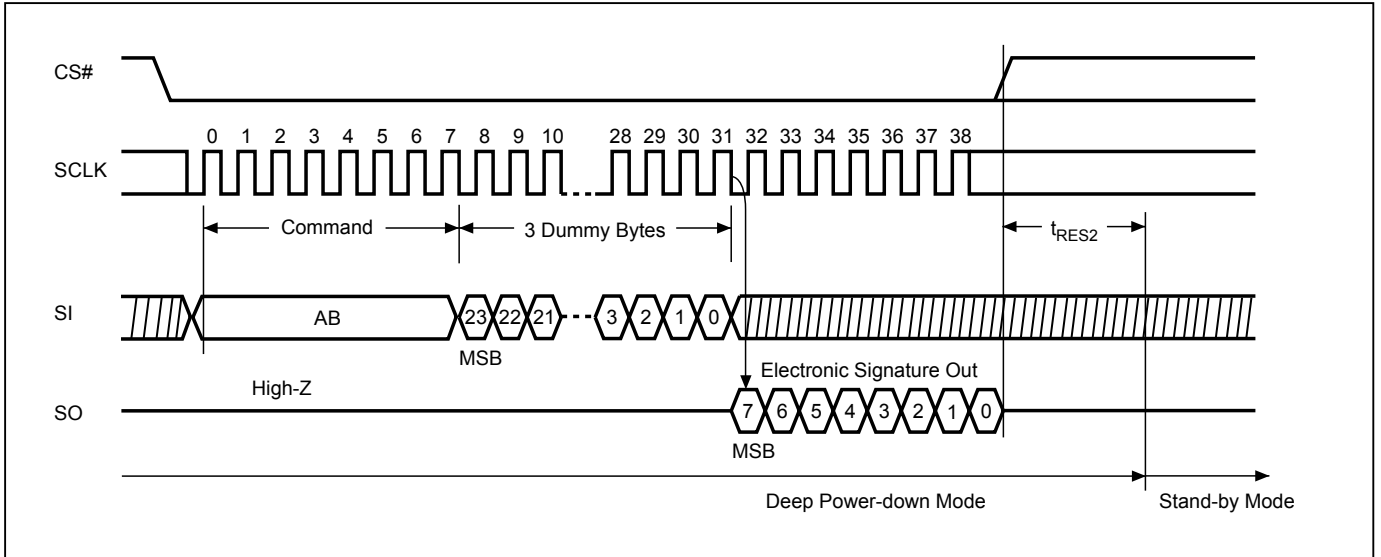 CS#
0 1 2 3 4 5 6 7 8 9 10 28 29 30 31 32 33 34 35 36 37 38
SCLK
Command
3 Dummy Bytes
tRES2
SI
AB
23 22 21 3 2 1 0
MSB
Electronic Signature Out
High-Z
SO
7 6 5 4 3 2 1 0
MSB
Deep Power-down Mode
Stand-by Mode